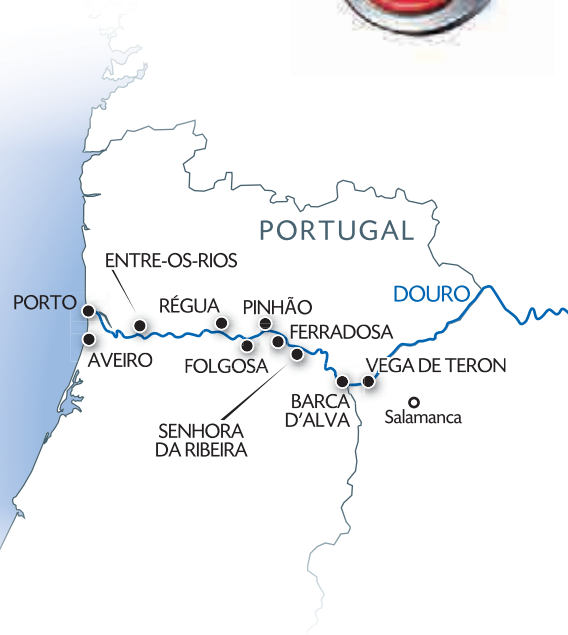 PORTUGAL
ENTRE-OS-RIOS
DOURO
PORTO
RÉGUA
PINHÃO
FERRADOSA
AVEIRO
FOLGOSA
VEGA DE TERON
BARCA
D'ALVA
Salamanca
SENHORA
DA RIBEIRA